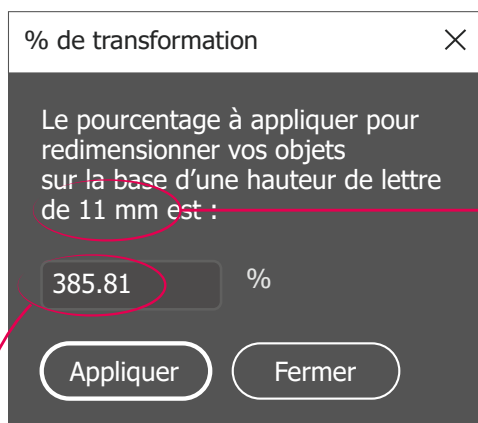 % de transformation
Le pourcentage à appliquer pour
redimensionner vos objets
sur la base d’une hauteur de lettre
de 11 mm est :
385.81 %
Appliquer Fermer